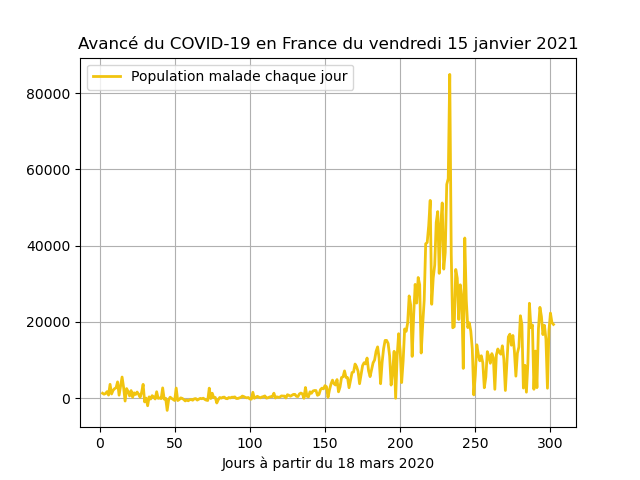 Avancé du COVID-19 en France du vendredi 15 janvier 2021
Population malade chaque jour
80000
60000
40000
20000
0
0 50 100 150 200 250 300
Jours à partir du 18 mars 2020